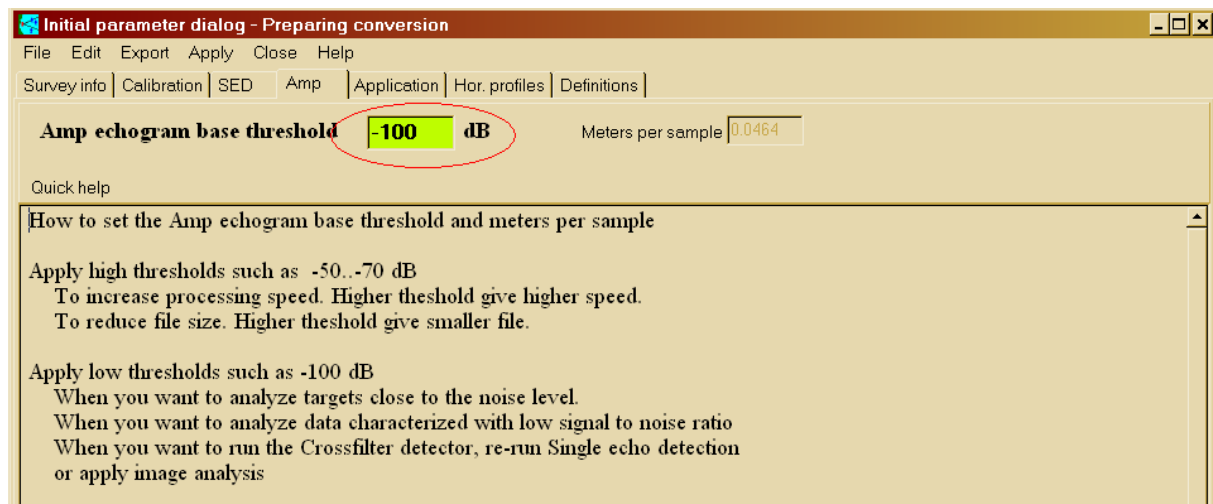 Initial parameter dialog - Preparing conversion
File Edit Export Apply Close Help
Survey info Calibration SED Amp Application Hor. profiles Definitions
Amp echogram base threshold -100 dB Meters per sample 0.0464
Quick help
How to set the Amp echogram base threshold and meters per sample
Apply high thresholds such as -50..-70 dB
To increase processing speed. Higher theshold give higher speed.
To reduce file size. Higher theshold give smaller file.
Apply low thresholds such as -100 dB
When you want to analyze targets close to the noise level.
When you want to analyze data characterized with low signal to noise ratio
When you want to run the Crossfilter detector, re-run Single echo detection
or apply image analysis